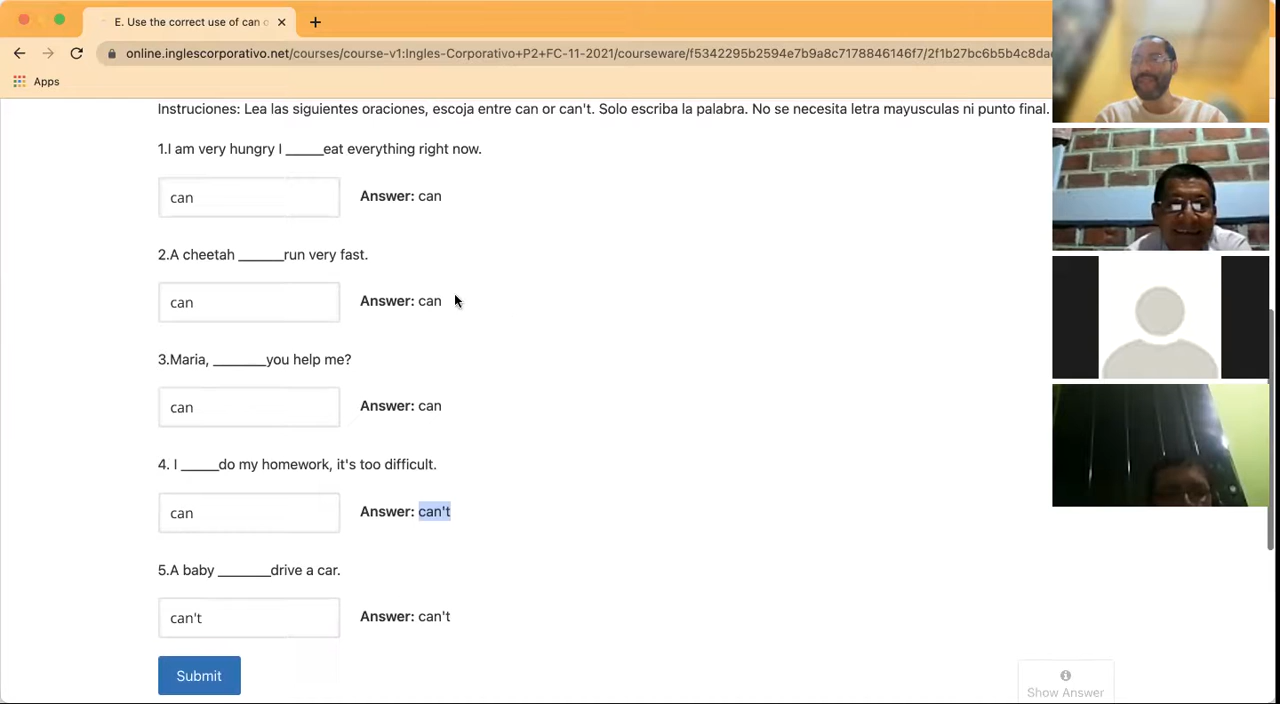 E. Use the correct use of can o
online.inglescorporativo.net/courses/course-v1:Ingles-Corporativo+P2+FC-11-2021/courseware/f5342295b2594e7b9a8c7178846146f7/2f1b27bc6b5b4c8dae
Apps
Instruciones: Lea las siguientes oraciones, escoja entre can or can't. Solo escriba la palabra. No se necesita letra mayusculas ni punto final.
1.I am very hungry I _____eat everything right now.
can Answer: can
2.A cheetah ______run very fast.
can Answer: can
3.Maria, _______you help me?
can Answer: can
4. I _____do my homework, it's too difficult.
can Answer: can't
5.A baby _______drive a car.
can't Answer: can't
Submit
Show Answer